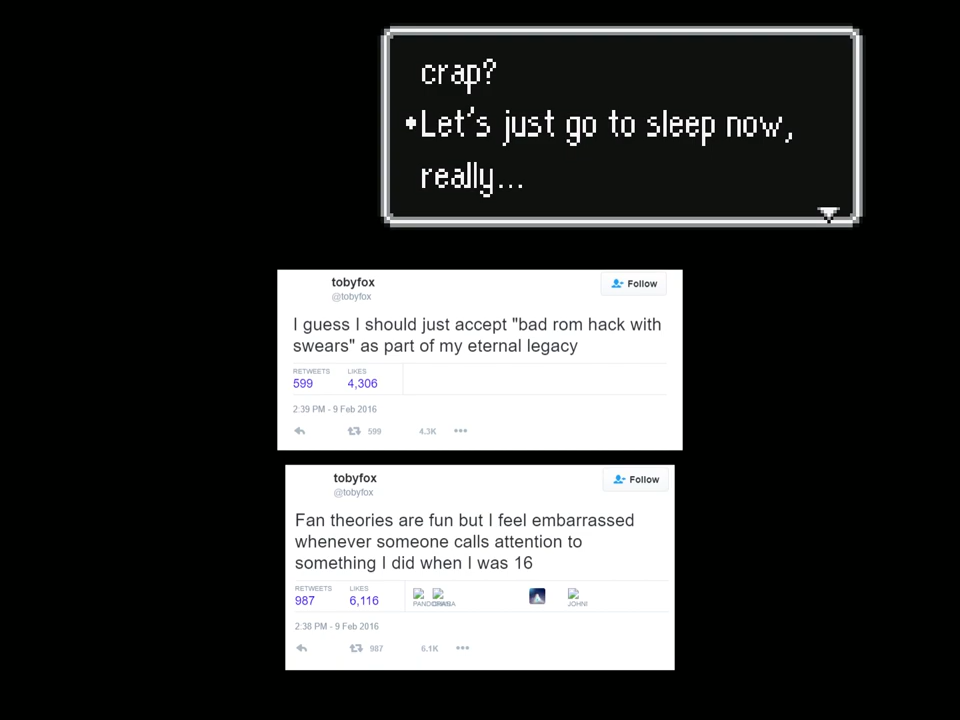 crap?
•Let's just go to sleep now,
really...
tobyfox
@tobyfox
Follow
I guess I should just accept "bad rom hack with
swears" as part of my eternal legacy
RETWEETS LIKES
599 4,306
2:39 PM - 9 Feb 2016
599 4.3K •••
tobyfox
@tobyfox
Follow
Fan theories are fun but I feel embarrassed
whenever someone calls attention to
something I did when I was 16
RETWEETS LIKES
987 6,116
JOHNI
2:38 PM - 9 Feb 2016
987 6.1K •••